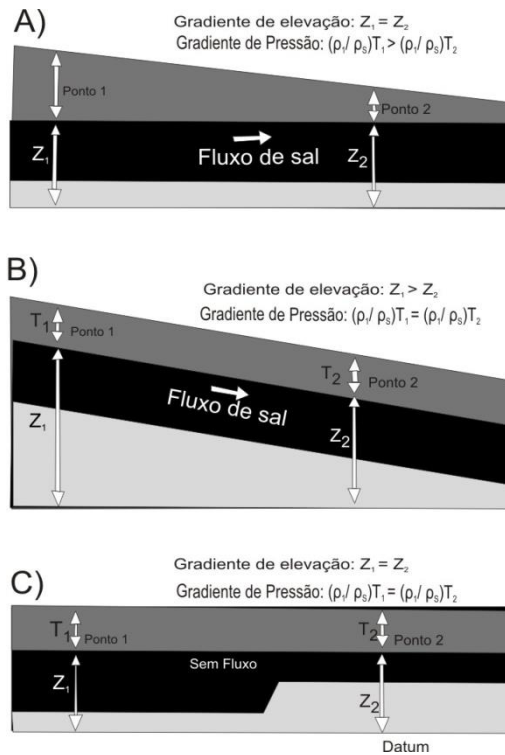 A)
Gradiente de elevação: Z₁ = Z₂
Gradiente de Pressão: (ρ₁/ ρₛ)T₁ > (ρ₁/ ρₛ)T₂
Ponto 1
Ponto 2
Z₁
Fluxo de sal
Z₂
B)
Gradiente de elevação: Z₁ > Z₂
Gradiente de Pressão: (ρ₁/ ρₛ)T₁ = (ρ₁/ ρₛ)T₂
T₁
Ponto 1
T₂
Ponto 2
Fluxo de sal
Z₁
Z₂
C)
Gradiente de elevação: Z₁ = Z₂
Gradiente de Pressão: (ρ₁/ ρₛ)T₁ = (ρ₁/ ρₛ)T₂
T₁
Ponto 1
T₂
Ponto 2
Sem Fluxo
Z₁
Z₂
Datum